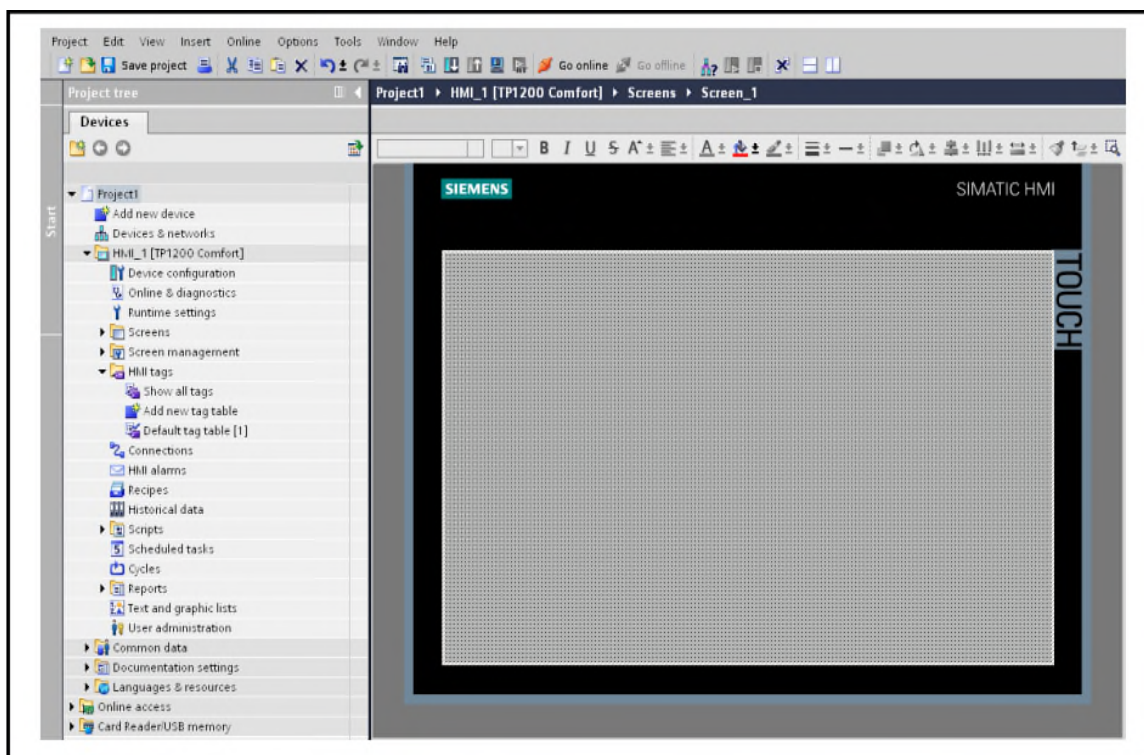 Project Edit View Insert Online Options Tools Window Help
Save project Go online Go offline
Project tree
Project1 HMI_1 [TP1200 Comfort] Screens Screen_1
Devices
B I U S A A
Start
Project1
Add new device
Devices & networks
HMI_1 [TP1200 Comfort]
Device configuration
Online & diagnostics
Runtime settings
Screens
Screen management
HMI tags
Show all tags
Add new tag table
Default tag table [1]
Connections
HMI alarms
Recipes
Historical data
Scripts
Scheduled tasks
Cycles
Reports
Text and graphic lists
User administration
Common data
Documentation settings
Languages & resources
Online access
Card Reader/USB memory
SIEMENS
SIMATIC HMI
TOUCH